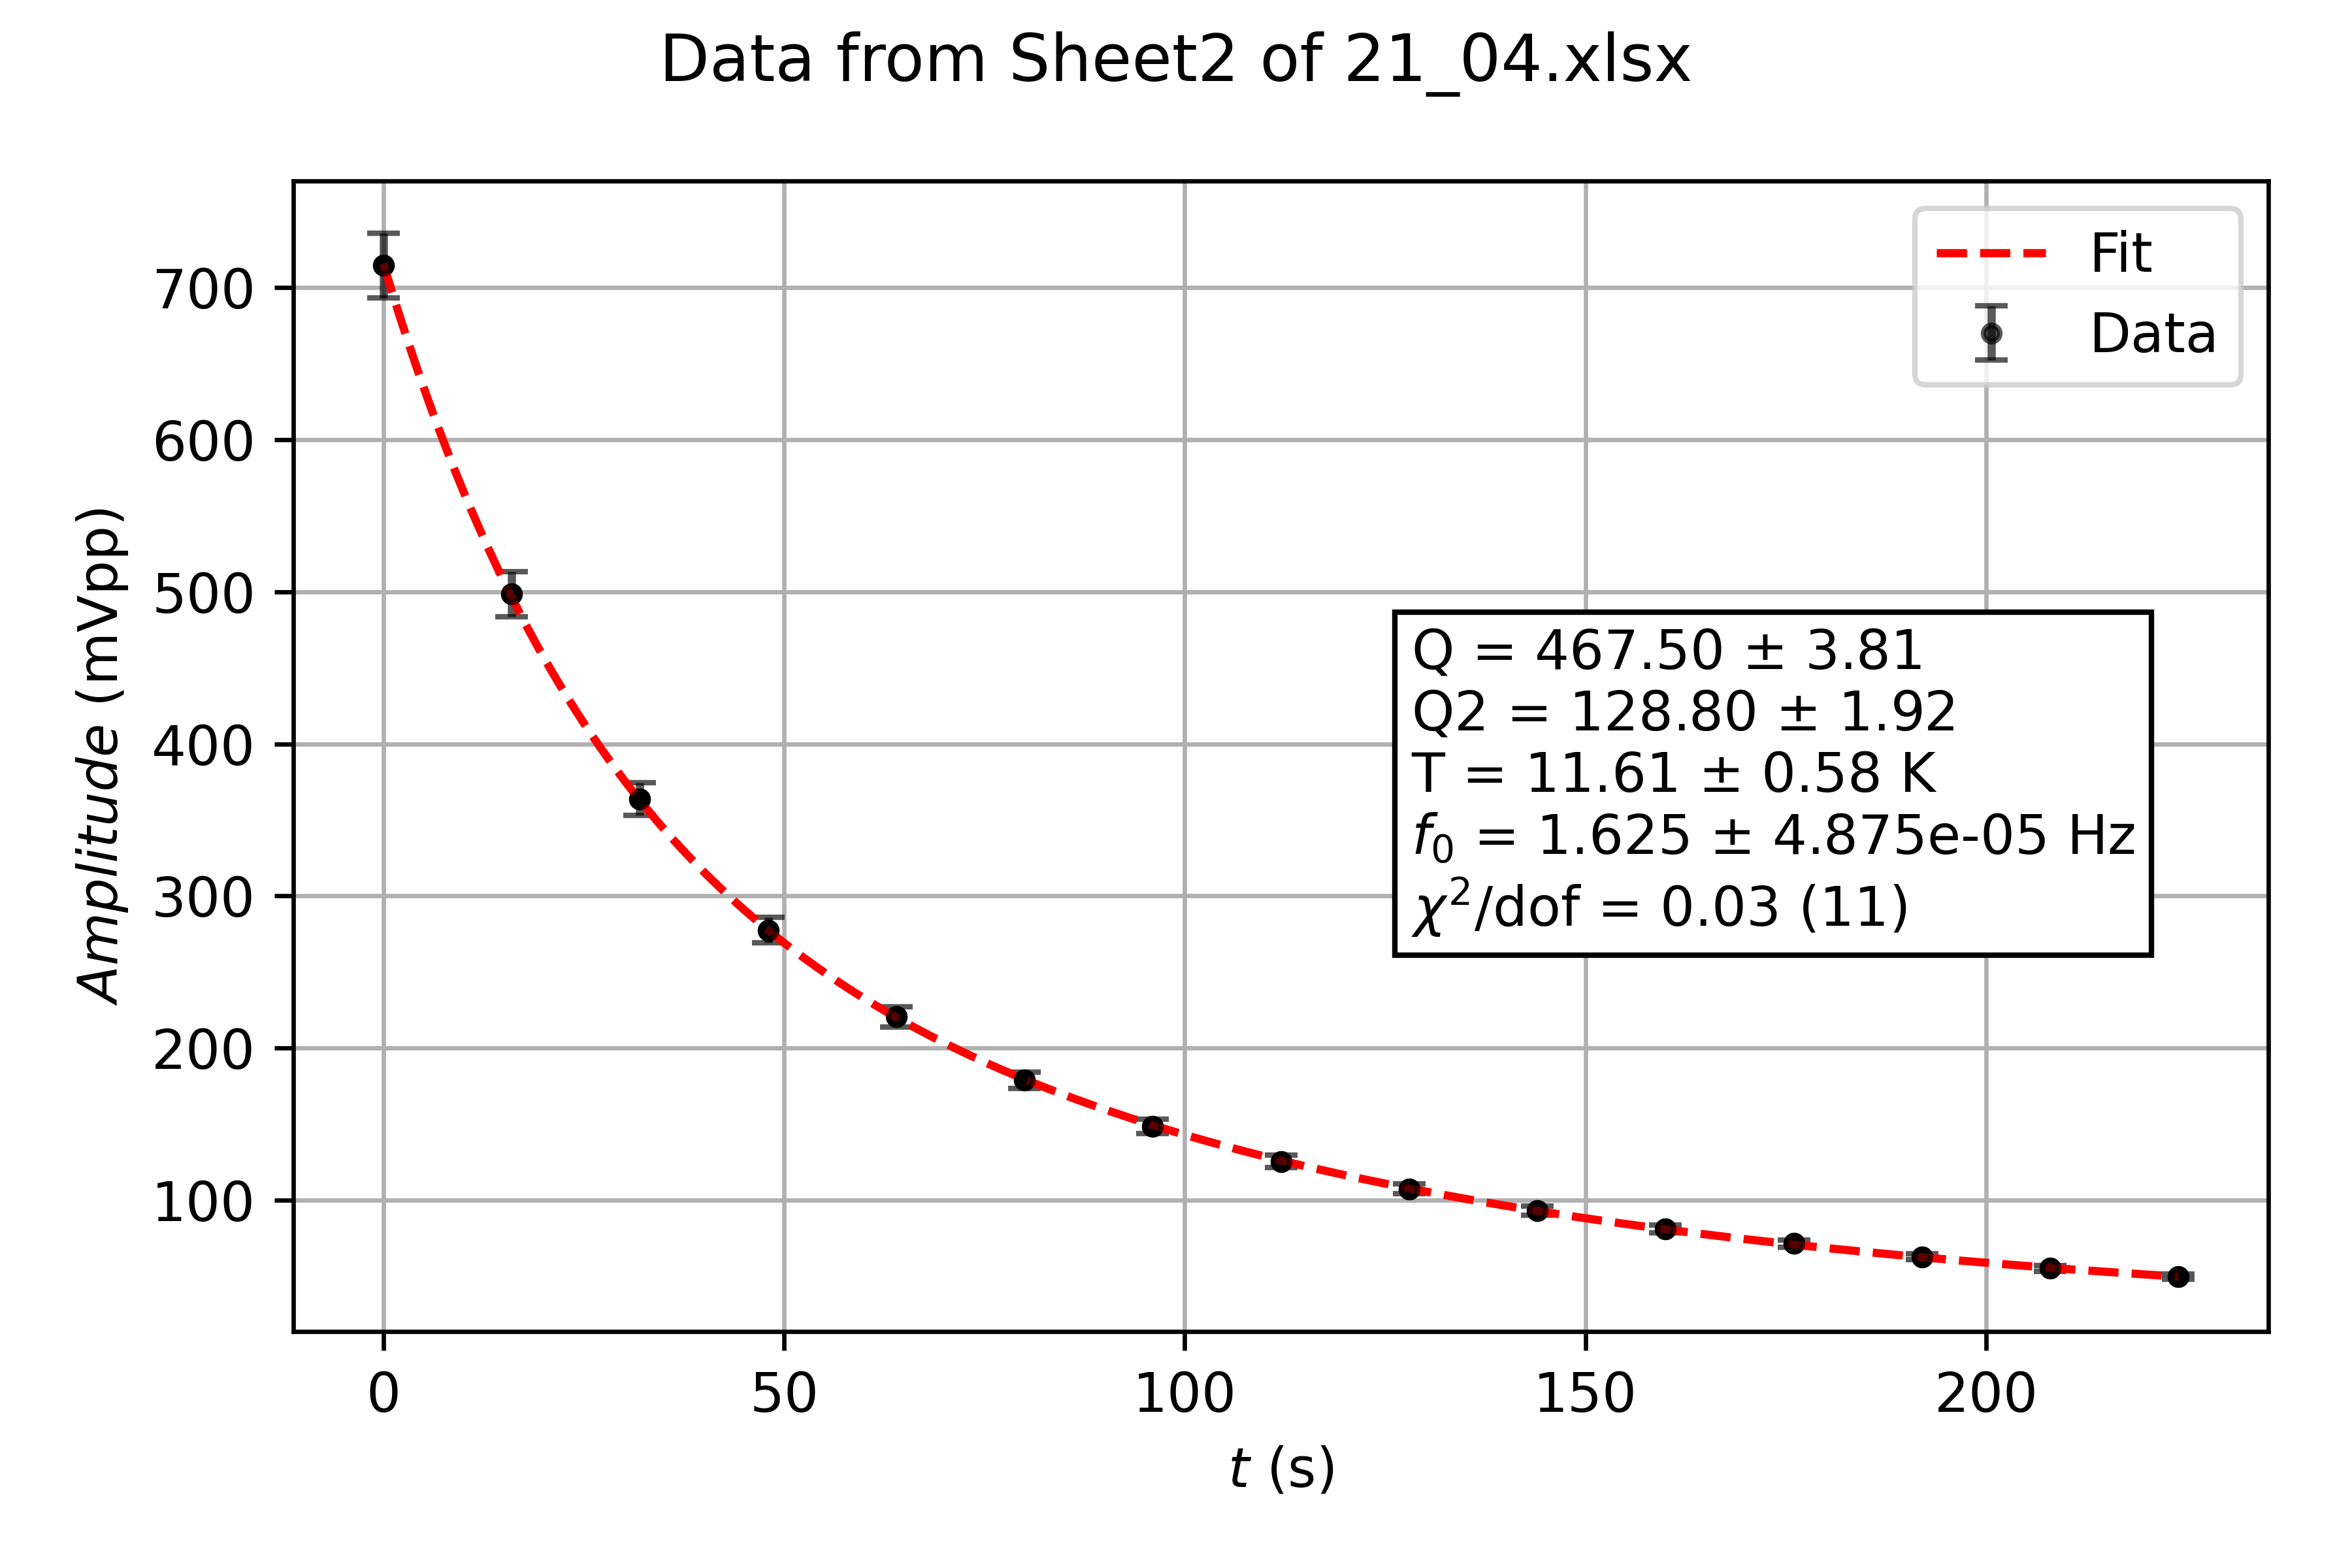 Data from Sheet2 of 21_04.xlsx
Fit
Data
700
600
500
400
300
200
100
Amplitude (mVpp)
Q = 467.50 ± 3.81
Q2 = 128.80 ± 1.92
T = 11.61 ± 0.58 K
f₀ = 1.625 ± 4.875e-05 Hz
χ²/dof = 0.03 (11)
0 50 100 150 200
t (s)